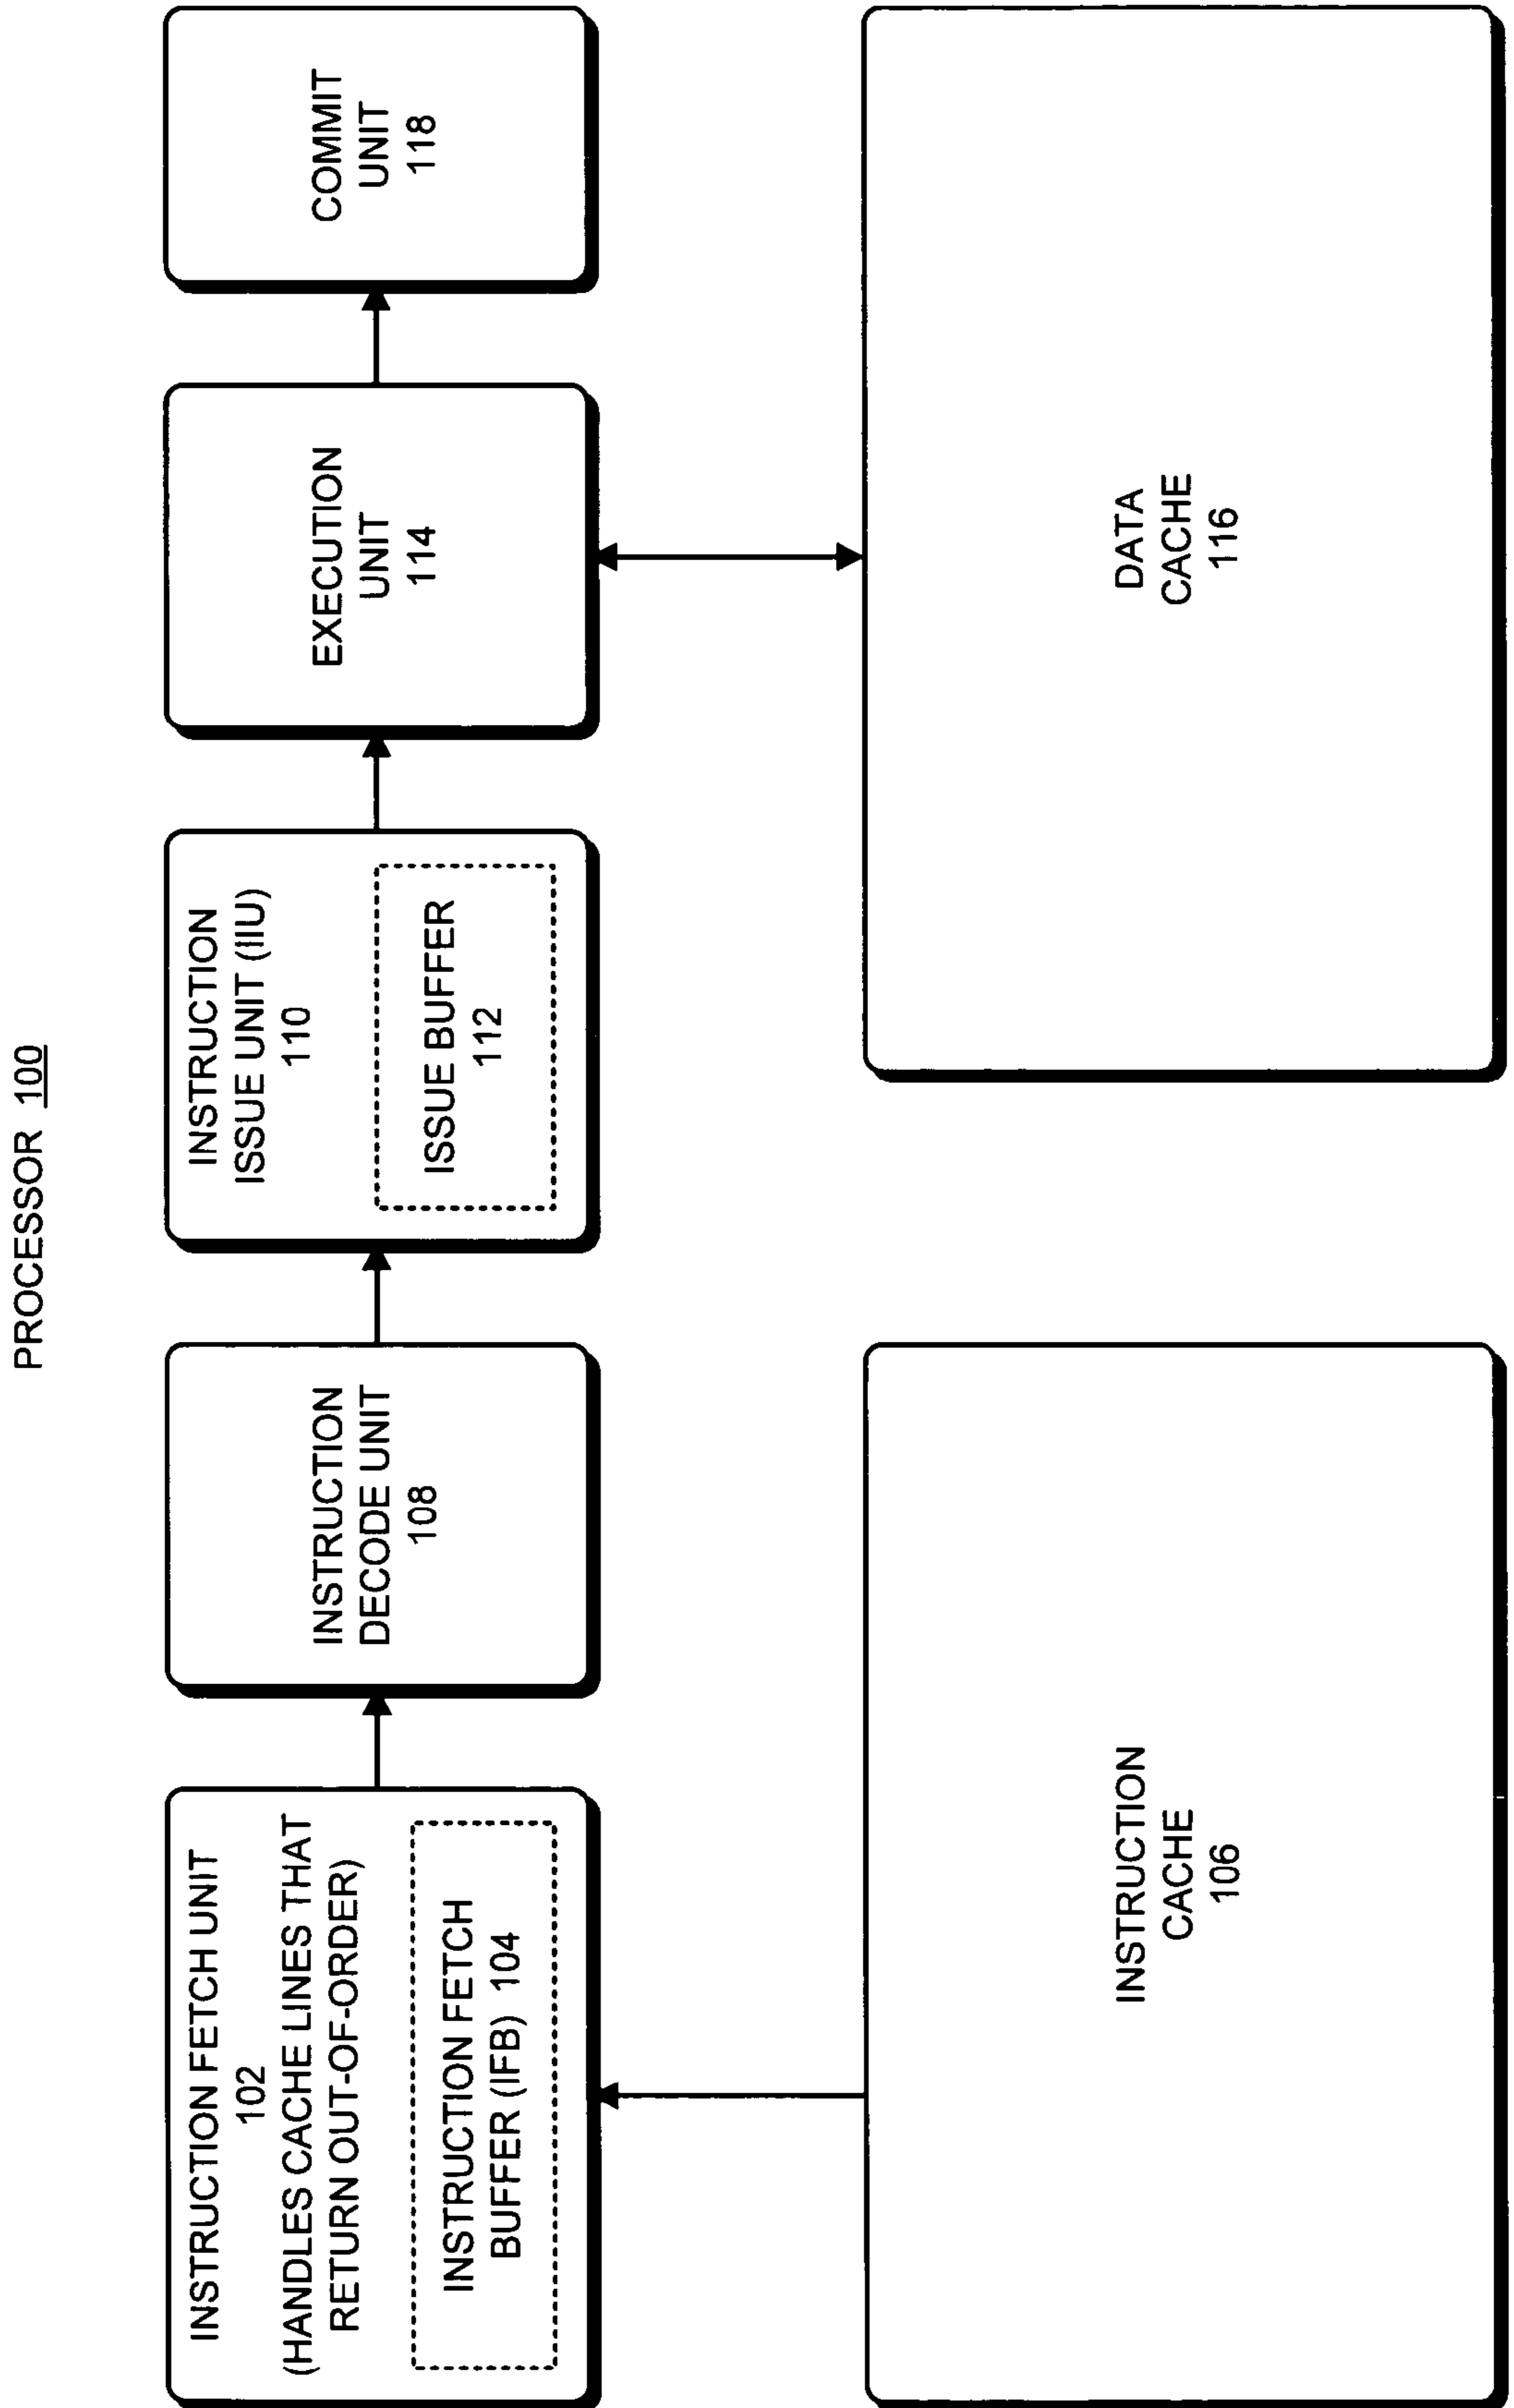 PROCESSOR 100
INSTRUCTION FETCH UNIT
102
(HANDLES CACHE LINES THAT
RETURN OUT-OF-ORDER)
INSTRUCTION FETCH
BUFFER (IFB) 104
INSTRUCTION
DECODE UNIT
108
INSTRUCTION
ISSUE UNIT (IIU)
110
ISSUE BUFFER
112
EXECUTION
UNIT
114
COMMIT
UNIT
118
INSTRUCTION
CACHE
106
DATA
CACHE
116